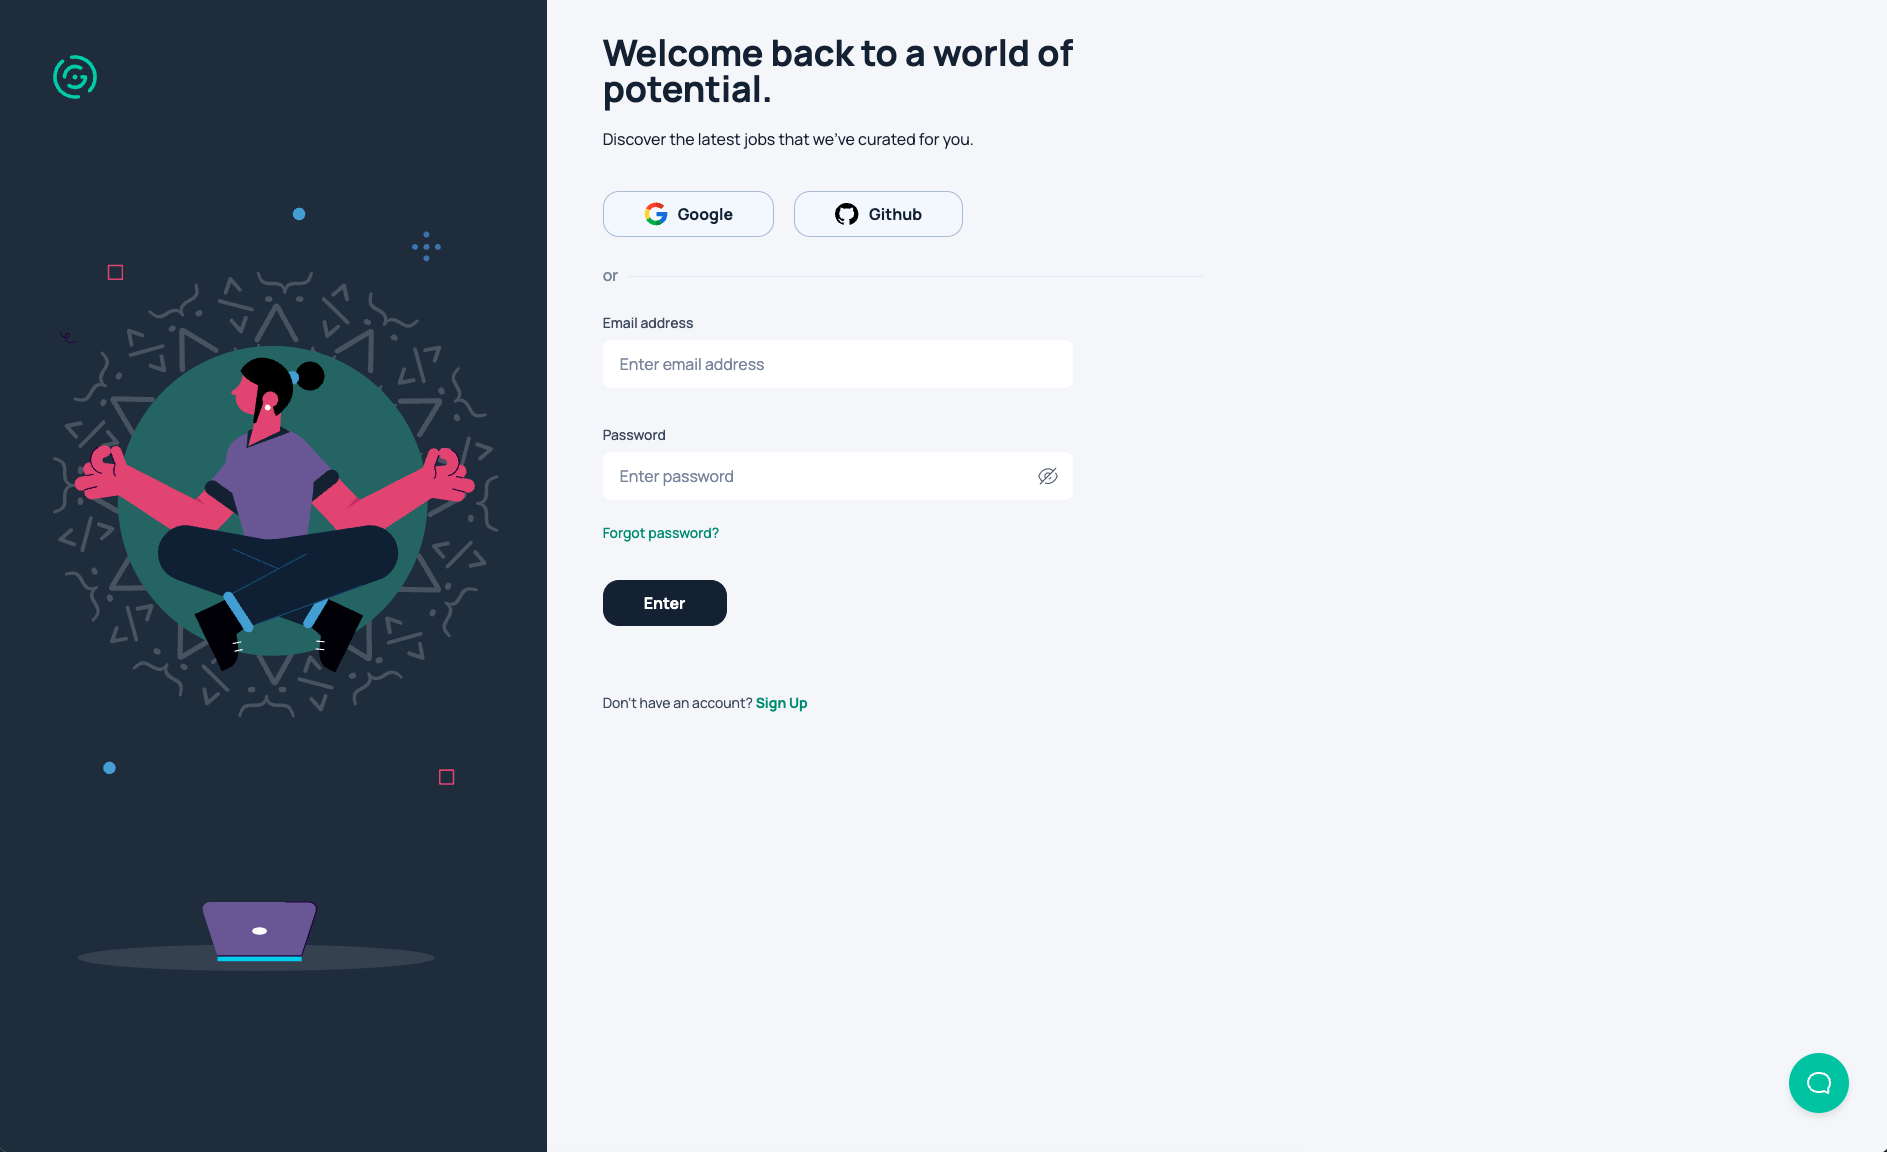 Welcome back to a world of
potential.
Discover the latest jobs that we've curated for you.
Google
Github
or
Email address
Enter email address
Password
Enter password
Forgot password?
Enter
Don't have an account? Sign Up